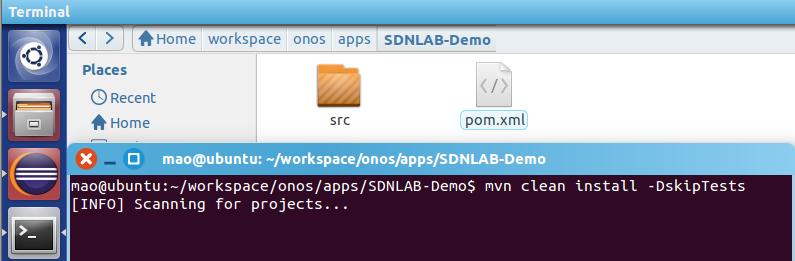 Terminal
Home workspace onos apps SDNLAB-Demo
Places
Recent
Home
src
pom.xml
mao@ubuntu: ~/workspace/onos/apps/SDNLAB-Demo
mao@ubuntu:~/workspace/onos/apps/SDNLAB-Demo$ mvn clean install -DskipTests
[INFO] Scanning for projects...